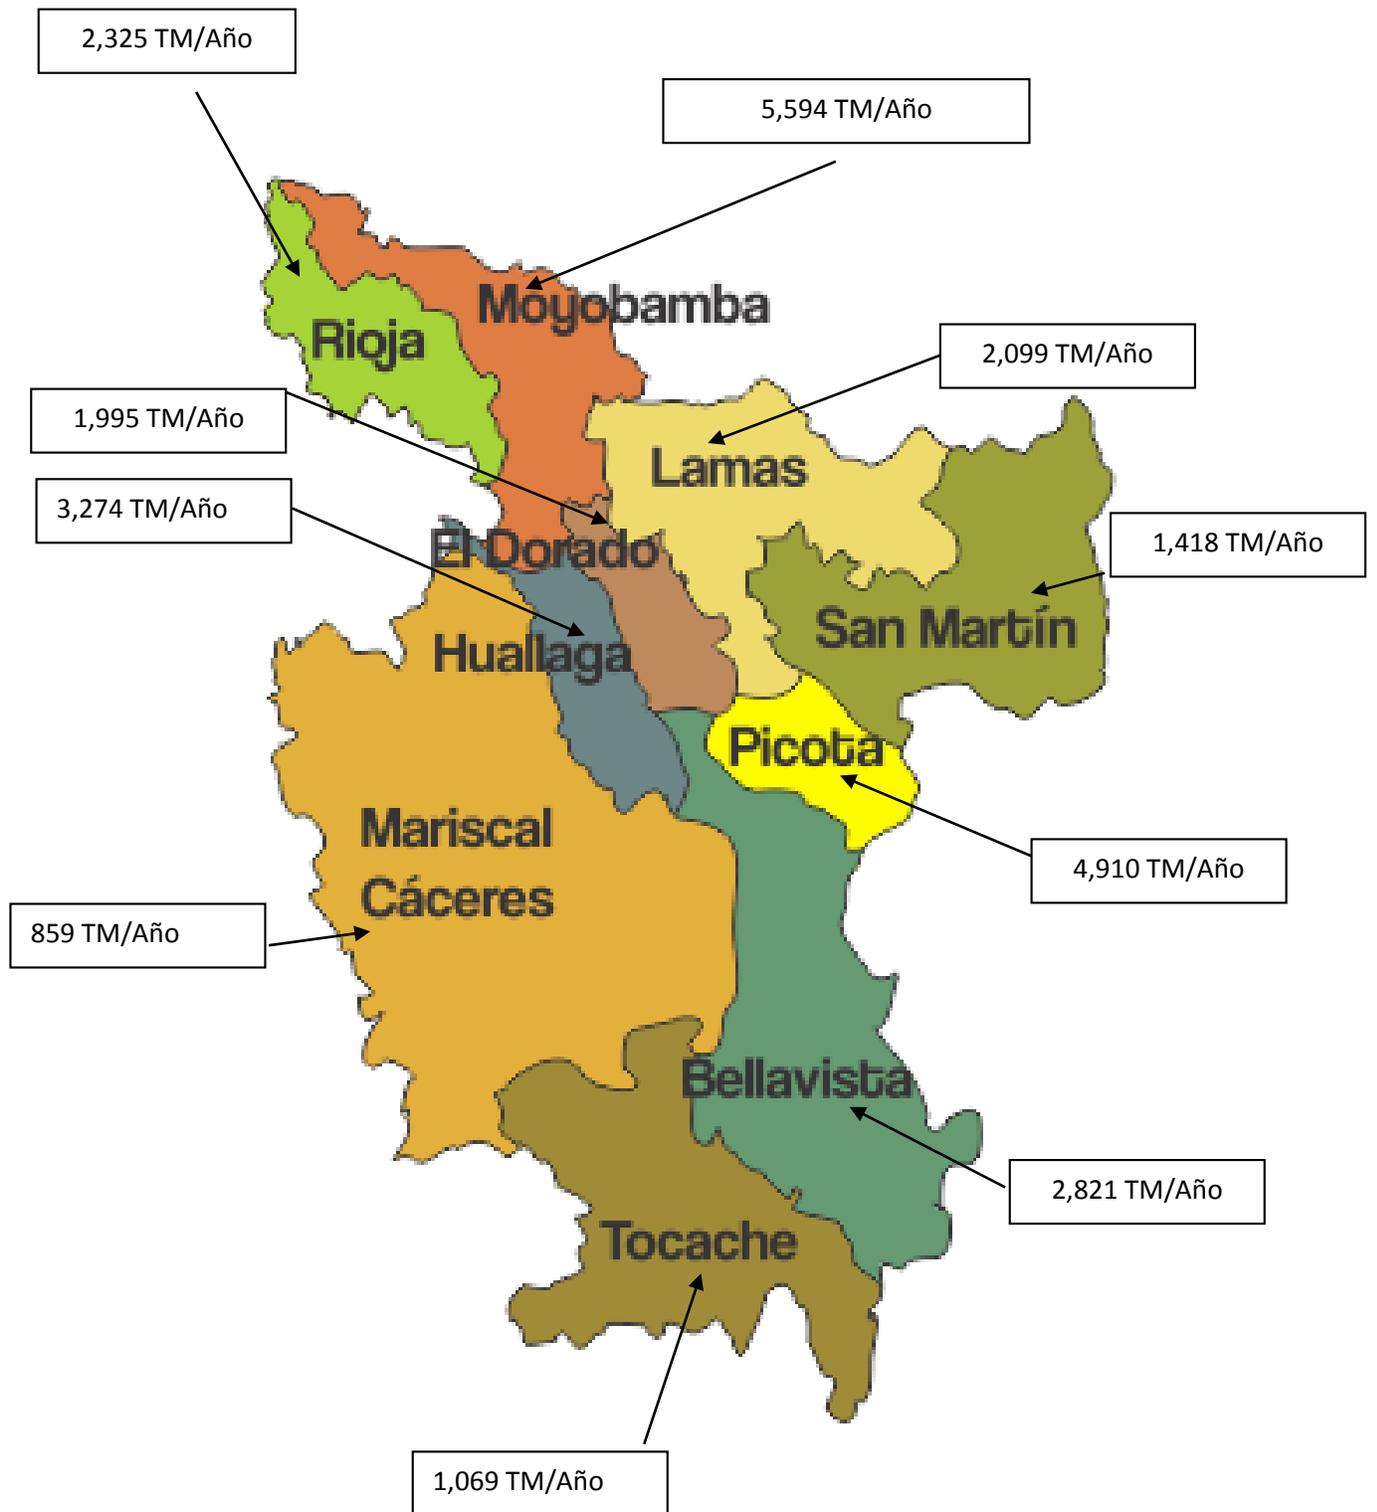 2,325 TM/Año
5,594 TM/Año
Moyobamba
Rioja
2,099 TM/Año
1,995 TM/Año
Lamas
3,274 TM/Año
El Dorado
1,418 TM/Año
San Martín
Huallaga
Picota
Mariscal
Cáceres
4,910 TM/Año
859 TM/Año
Bellavista
2,821 TM/Año
Tocache
1,069 TM/Año